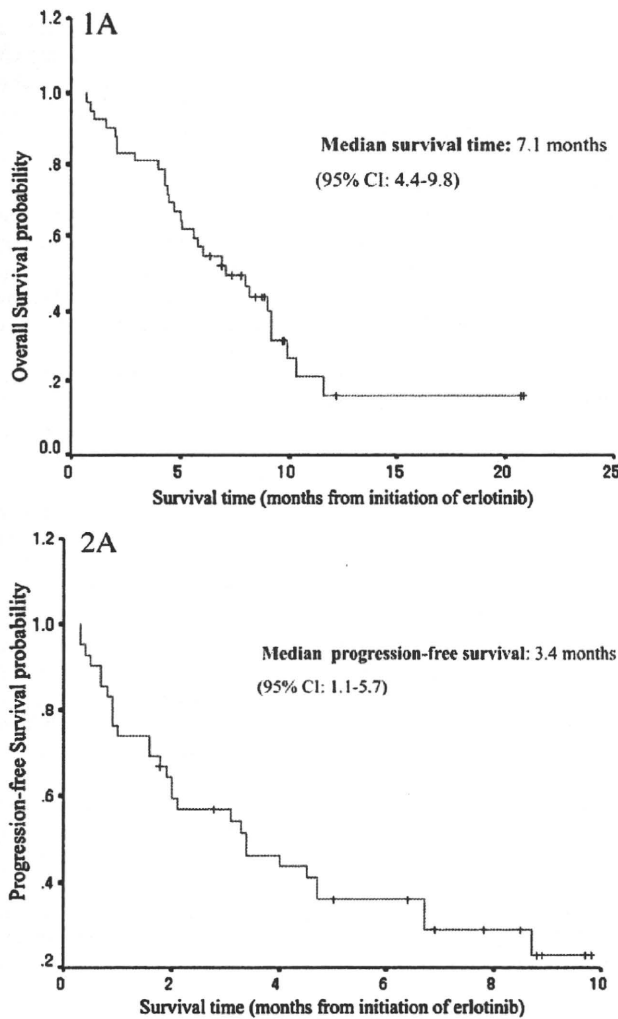 1A
1.2
1.0
.8
.6
.4
.2
0.0
Overall Survival probability
Median survival time: 7.1 months
(95% CI: 4.4-9.8)
0 5 10 15 20 25
Survival time (months from initiation of erlotinib)
2A
1.2
1.0
.8
.6
.4
.2
Progression-free Survival probability
Median progression-free survival: 3.4 months
(95% CI: 1.1-5.7)
0 2 4 6 8 10
Survival time (months from initiation of erlotinib)